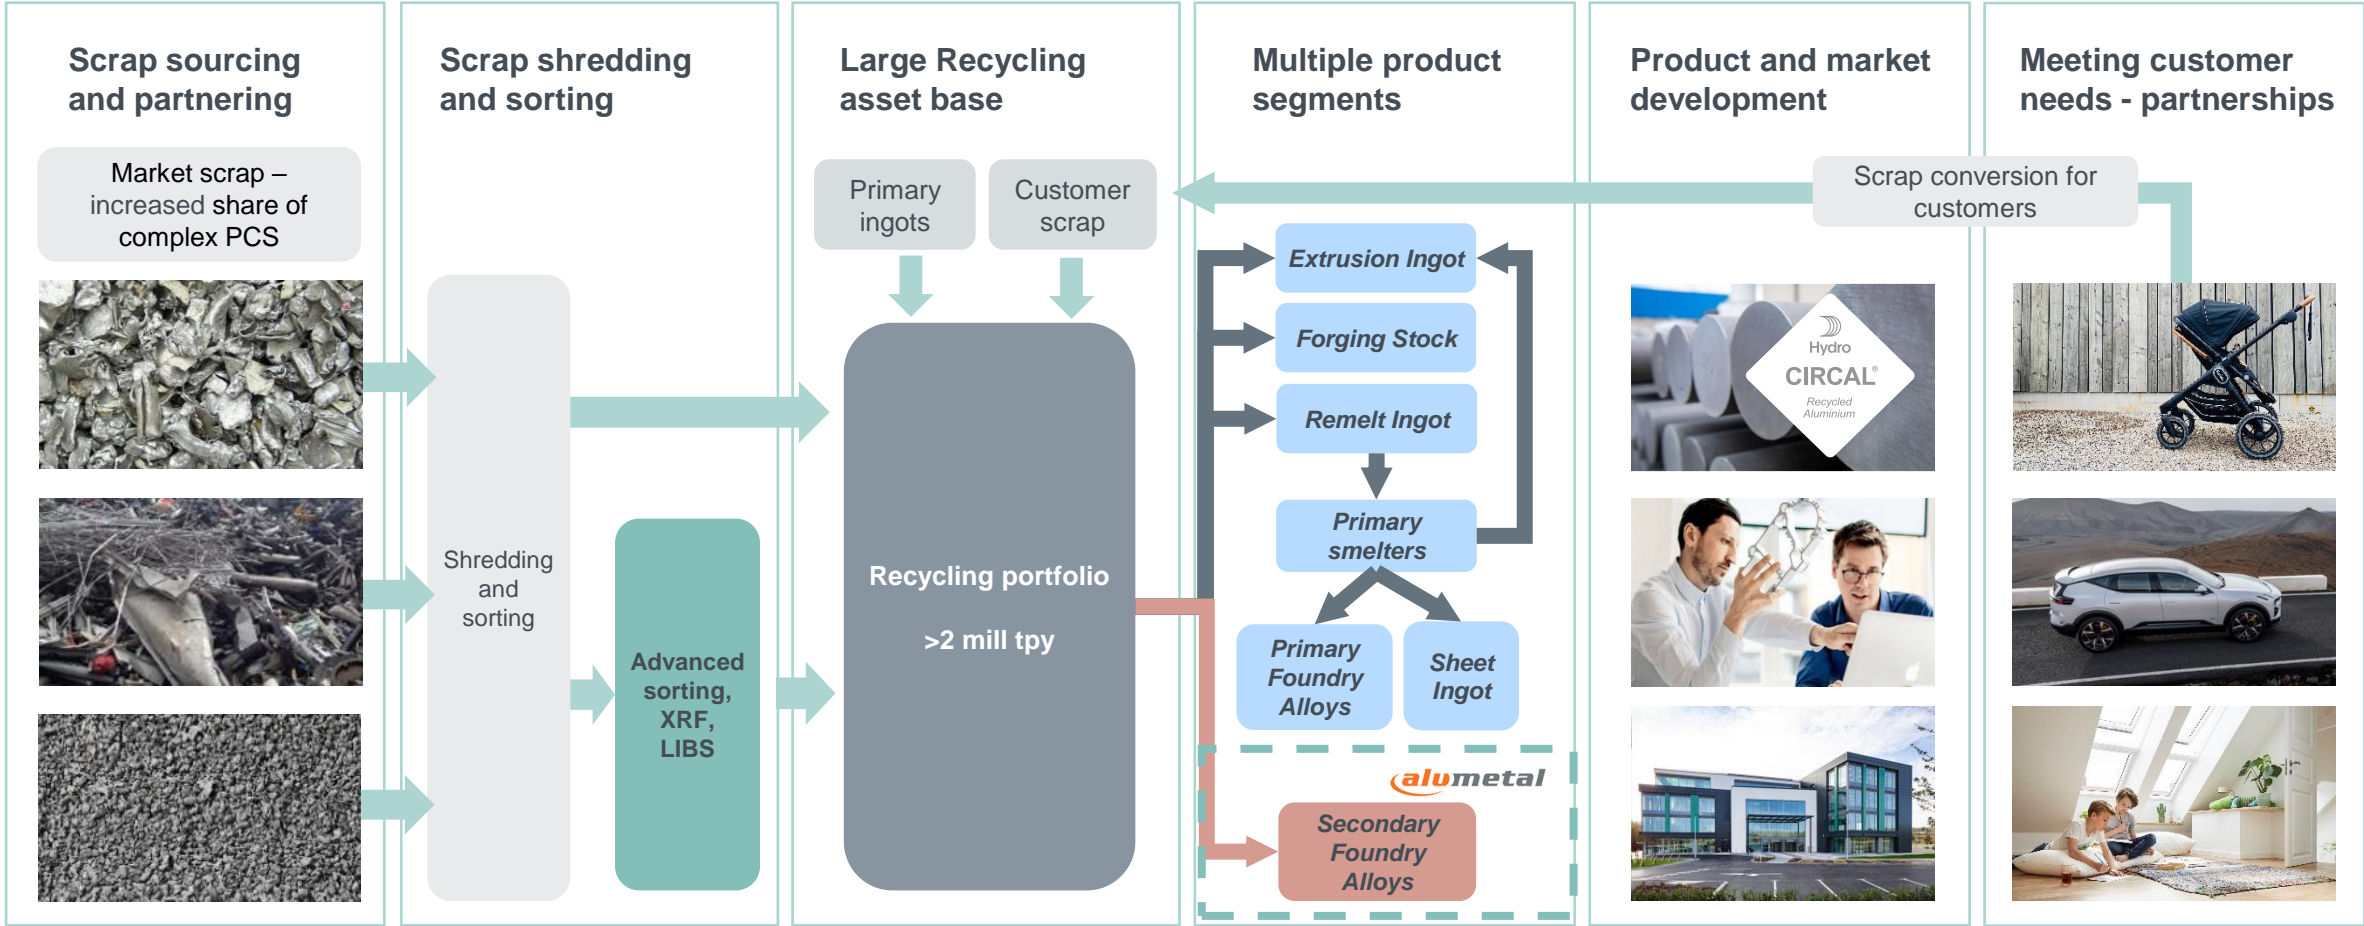 Scrap sourcing
and partnering
Market scrap –
increased share of
complex PCS
Scrap shredding
and sorting
Shredding
and
sorting
Advanced
sorting,
XRF,
LIBS
Large Recycling
asset base
Primary
ingots
Customer
scrap
Recycling portfolio
>2 mill tpy
Multiple product
segments
Extrusion Ingot
Forging Stock
Remelt Ingot
Primary
smelters
Primary
Foundry
Alloys
Sheet
Ingot
alumetal
Secondary
Foundry
Alloys
Product and market
development
Hydro
CIRCAL®
Recycled
Aluminium
Meeting customer
needs - partnerships
Scrap conversion for
customers